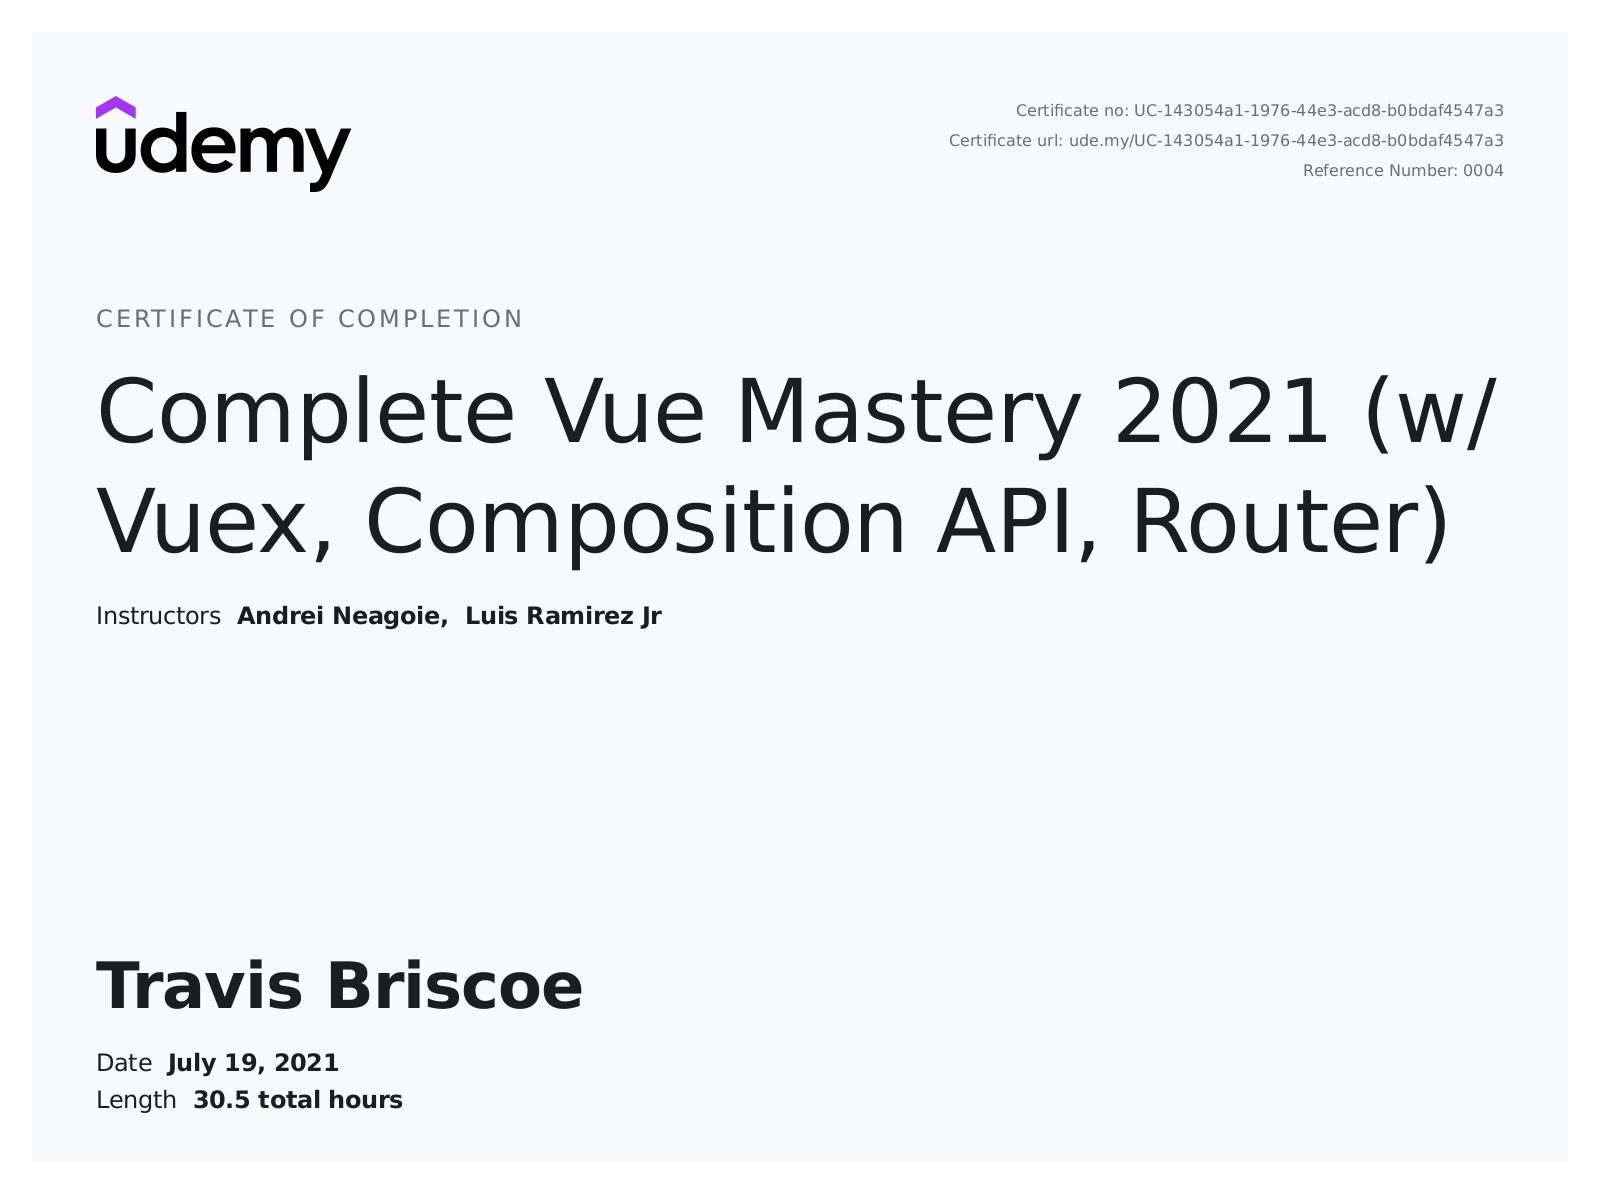 udemy
Certificate no: UC-143054a1-1976-44e3-acd8-b0bdaf4547a3
Certificate url: ude.my/UC-143054a1-1976-44e3-acd8-b0bdaf4547a3
Reference Number: 0004
CERTIFICATE OF COMPLETION
Complete Vue Mastery 2021 (w/
Vuex, Composition API, Router)
Instructors Andrei Neagoie, Luis Ramirez Jr
Travis Briscoe
Date July 19, 2021
Length 30.5 total hours